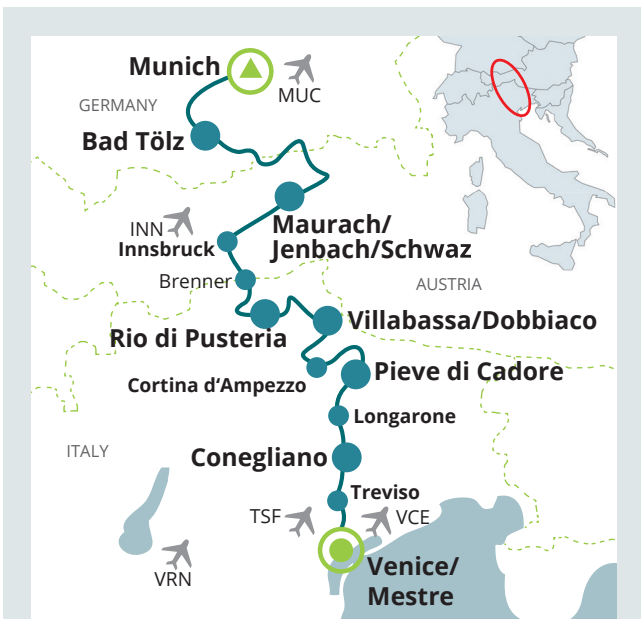 Munich
MUC
GERMANY
Bad Tölz
Maurach/
Jenbach/Schwaz
INN
Innsbruck
Brenner
AUSTRIA
Rio di Pusteria
Villabassa/Dobbiaco
Cortina d‘Ampezzo
Pieve di Cadore
Longarone
ITALY
Conegliano
Treviso
TSF
VCE
VRN
Venice/
Mestre